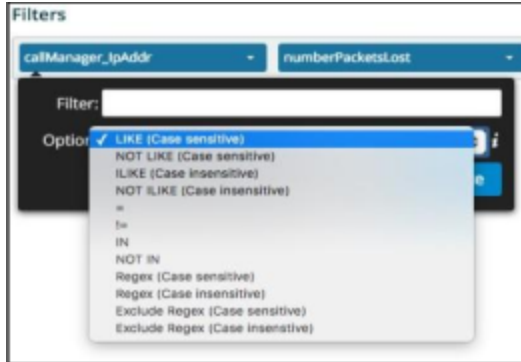 Filters
callManager_IpAddr
numberPacketsLost
Filter:
Option
✓ LIKE (Case sensitive)
NOT LIKE (Case sensitive)
ILIKE (Case insensitive)
NOT ILIKE (Case insensitive)
=
!=
IN
NOT IN
Regex (Case sensitive)
Regex (Case insensitive)
Exclude Regex (Case sensitive)
Exclude Regex (Case insenstive)
i
e